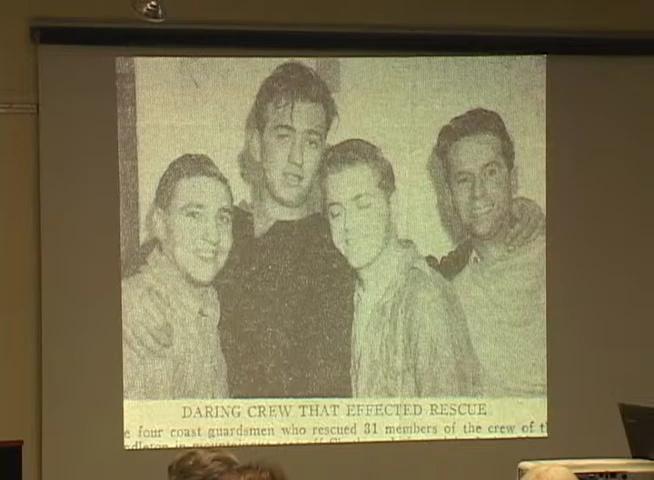 DARING CREW THAT EFFECTED RESCUE
e four coast guardsmen who rescued 31 members of the crew of t